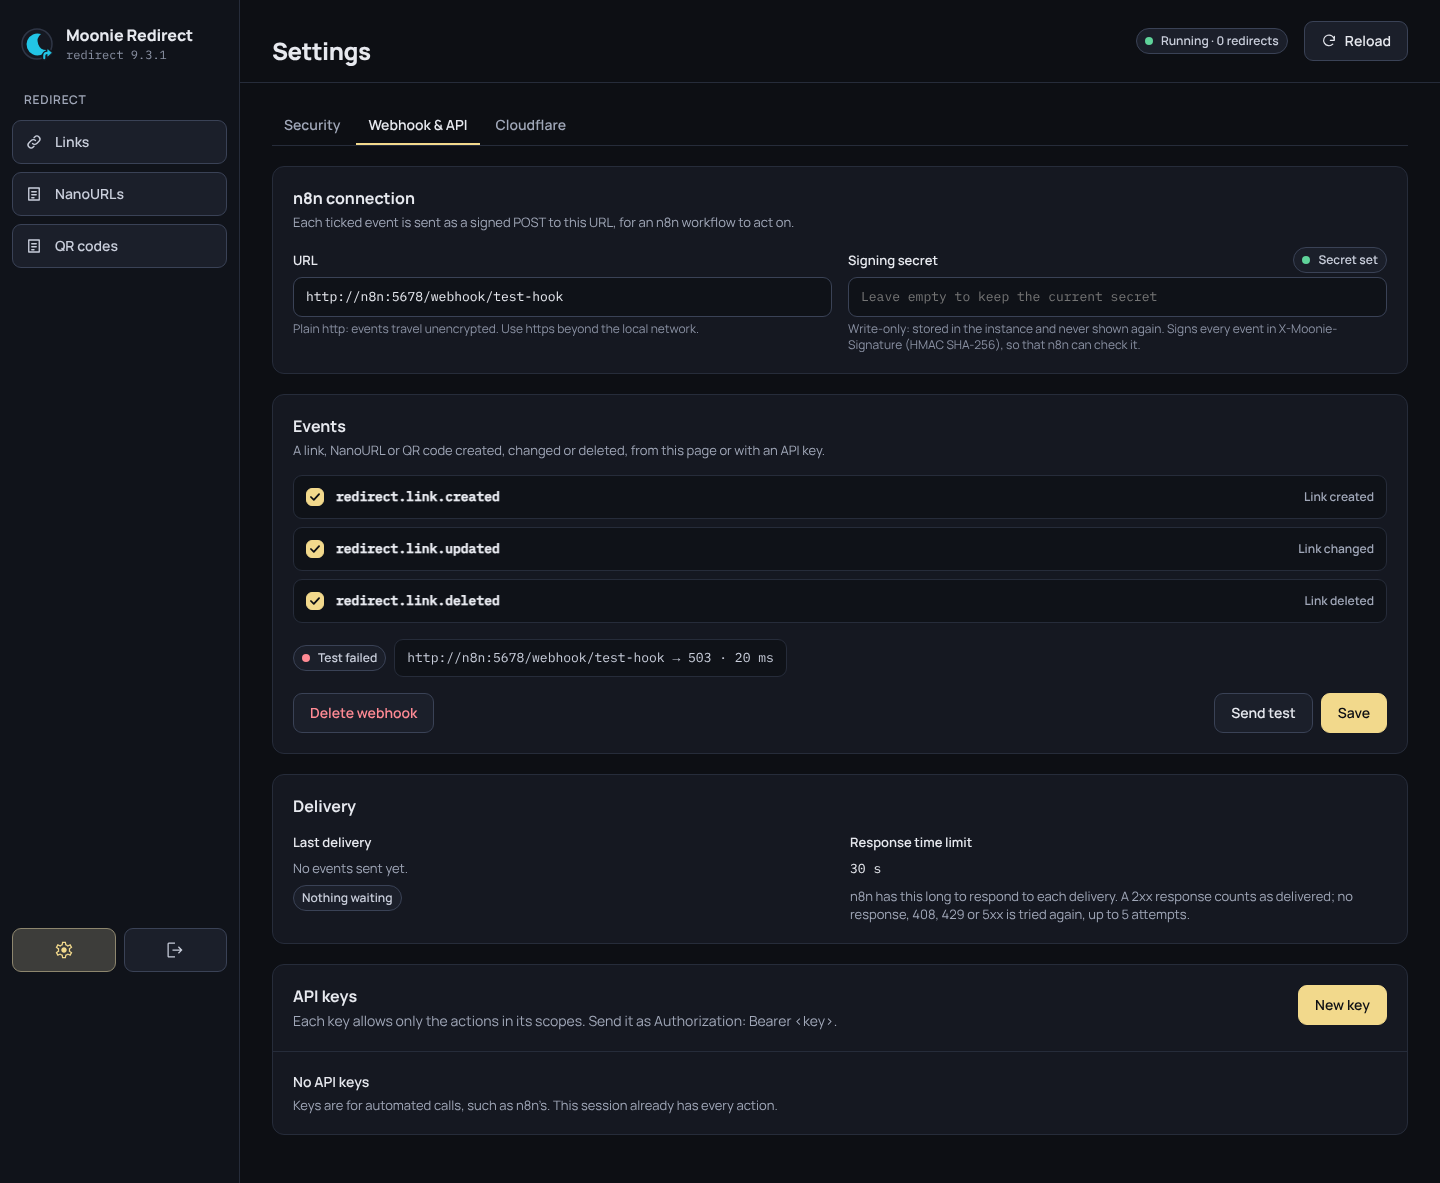 Moonie Redirect
redirect 9.3.1
REDIRECT
Links
NanoURLs
QR codes
Settings
Running · 0 redirects
Reload
Security
Webhook & API
Cloudflare
n8n connection
Each ticked event is sent as a signed POST to this URL, for an n8n workflow to act on.
URL
http://n8n:5678/webhook/test-hook
Plain http: events travel unencrypted. Use https beyond the local network.
Signing secret
Secret set
Leave empty to keep the current secret
Write-only: stored in the instance and never shown again. Signs every event in X-Moonie-
Signature (HMAC SHA-256), so that n8n can check it.
Events
A link, NanoURL or QR code created, changed or deleted, from this page or with an API key.
redirect.link.created
Link created
redirect.link.updated
Link changed
redirect.link.deleted
Link deleted
Test failed
http://n8n:5678/webhook/test-hook → 503 · 20 ms
Delete webhook
Send test
Save
Delivery
Last delivery
No events sent yet.
Nothing waiting
Response time limit
30 s
n8n has this long to respond to each delivery. A 2xx response counts as delivered; no
response, 408, 429 or 5xx is tried again, up to 5 attempts.
API keys
Each key allows only the actions in its scopes. Send it as Authorization: Bearer <key>.
New key
No API keys
Keys are for automated calls, such as n8n's. This session already has every action.